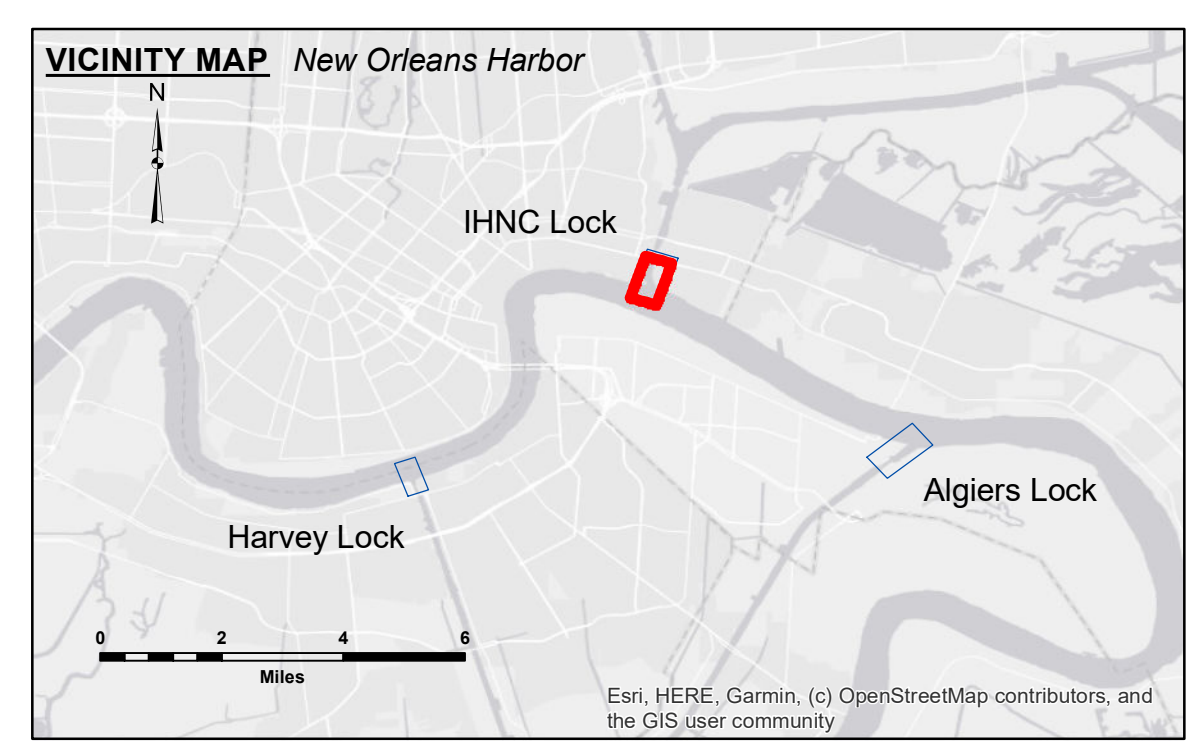 VICINITY MAP New Orleans Harbor
N
IHNC Lock
Algiers Lock
Harvey Lock
0 2 4 6
Miles
Esri, HERE, Garmin, (c) OpenStreetMap contributors, and
the GIS user community